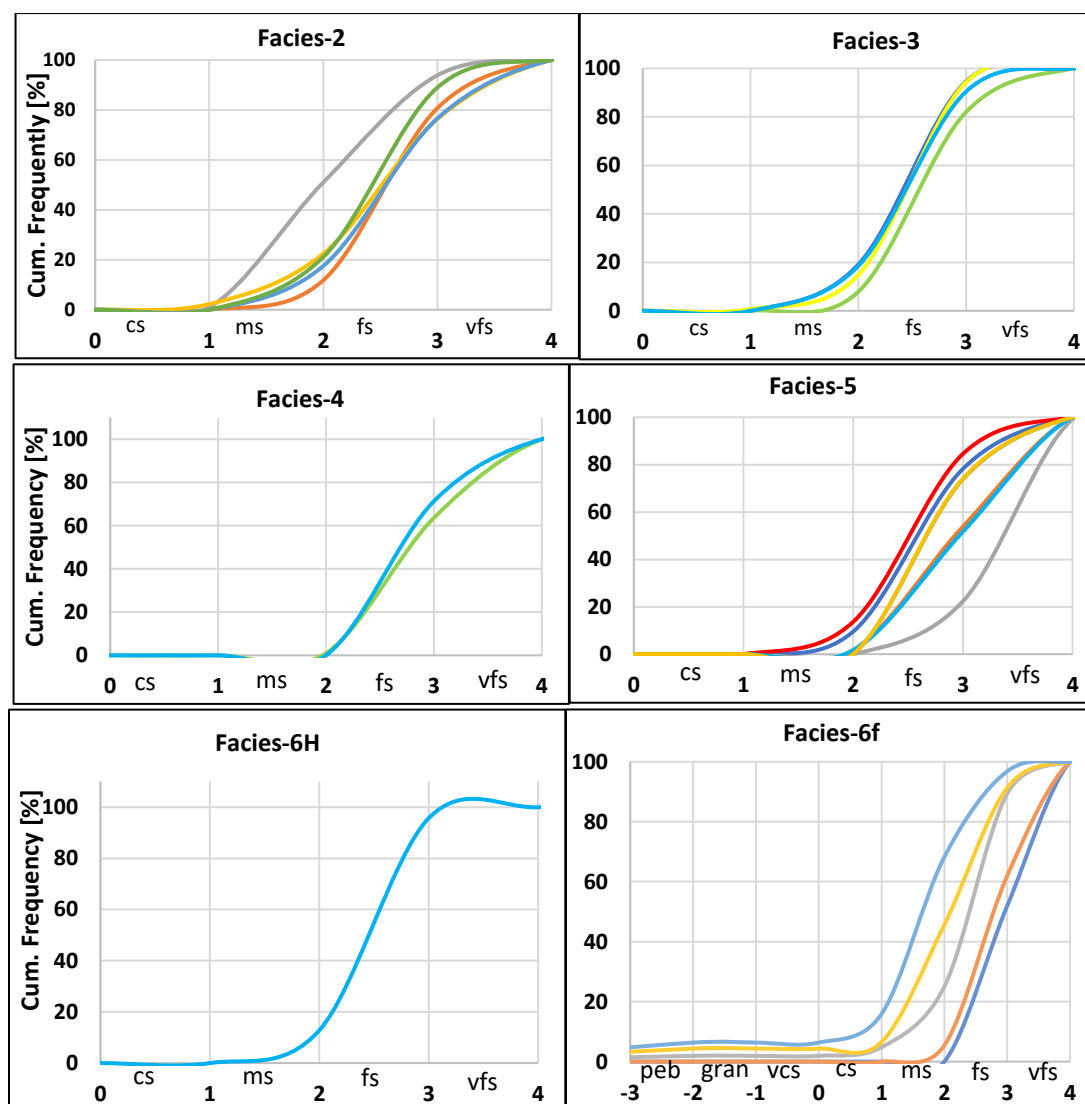 Facies-2
Cum. Frequently [%]
100
80
60
40
20
0
cs ms fs vfs
0 1 2 3 4
Facies-3
100
80
60
40
20
0
cs ms fs vfs
0 1 2 3 4
Facies-4
Cum. Frequency [%]
100
80
60
40
20
0
cs ms fs vfs
0 1 2 3 4
Facies-5
100
80
60
40
20
0
cs ms fs vfs
0 1 2 3 4
Facies-6H
Cum. Frequency [%]
100
80
60
40
20
0
cs ms fs vfs
0 1 2 3 4
Facies-6f
100
80
60
40
20
0
peb gran vcs cs ms fs vfs
-3 -2 -1 0 1 2 3 4